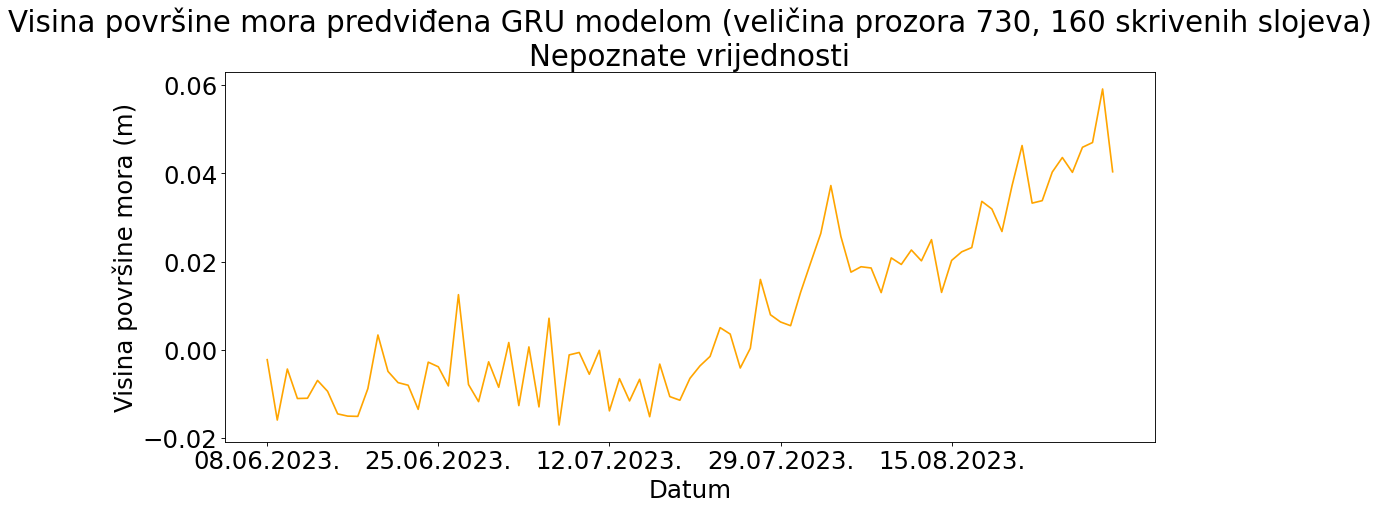 Visina površine mora predviđena GRU modelom (veličina prozora 730, 160 skrivenih slojeva)
Nepoznate vrijednosti
Visina površine mora (m)
0.06
0.04
0.02
0.00
−0.02
08.06.2023. 25.06.2023. 12.07.2023. 29.07.2023. 15.08.2023.
Datum